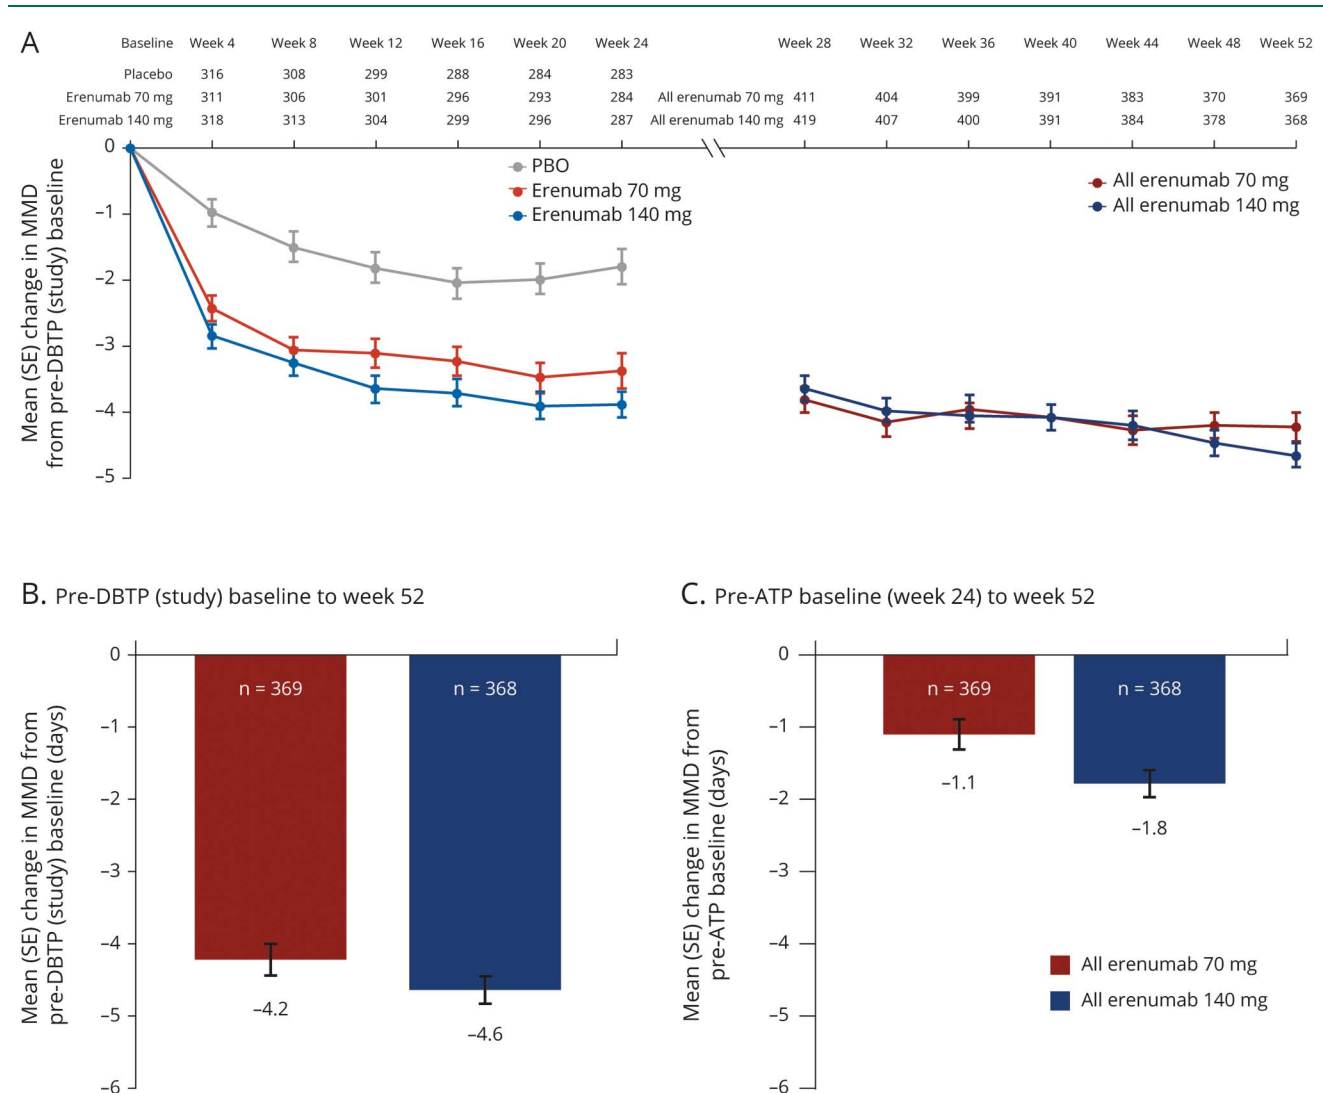 A
Baseline Week 4 Week 8 Week 12 Week 16 Week 20 Week 24 Week 28 Week 32 Week 36 Week 40 Week 44 Week 48 Week 52
Placebo 316 308 299 288 284 283
Erenumab 70 mg 311 306 301 296 293 284 All erenumab 70 mg 411 404 399 391 383 370 369
Erenumab 140 mg 318 313 304 299 296 287 All erenumab 140 mg 419 407 400 391 384 378 368
Mean (SE) change in MMD
from pre-DBTP (study) baseline
0
–1
–2
–3
–4
–5
PBO
Erenumab 70 mg
Erenumab 140 mg
All erenumab 70 mg
All erenumab 140 mg
B. Pre-DBTP (study) baseline to week 52
Mean (SE) change in MMD from
pre-DBTP (study) baseline (days)
0
–1
–2
–3
–4
–5
–6
n = 369
n = 368
–4.2
–4.6
C. Pre-ATP baseline (week 24) to week 52
Mean (SE) change in MMD from
pre-ATP baseline (days)
0
–1
–2
–3
–4
–5
–6
n = 369
n = 368
–1.1
–1.8
All erenumab 70 mg
All erenumab 140 mg